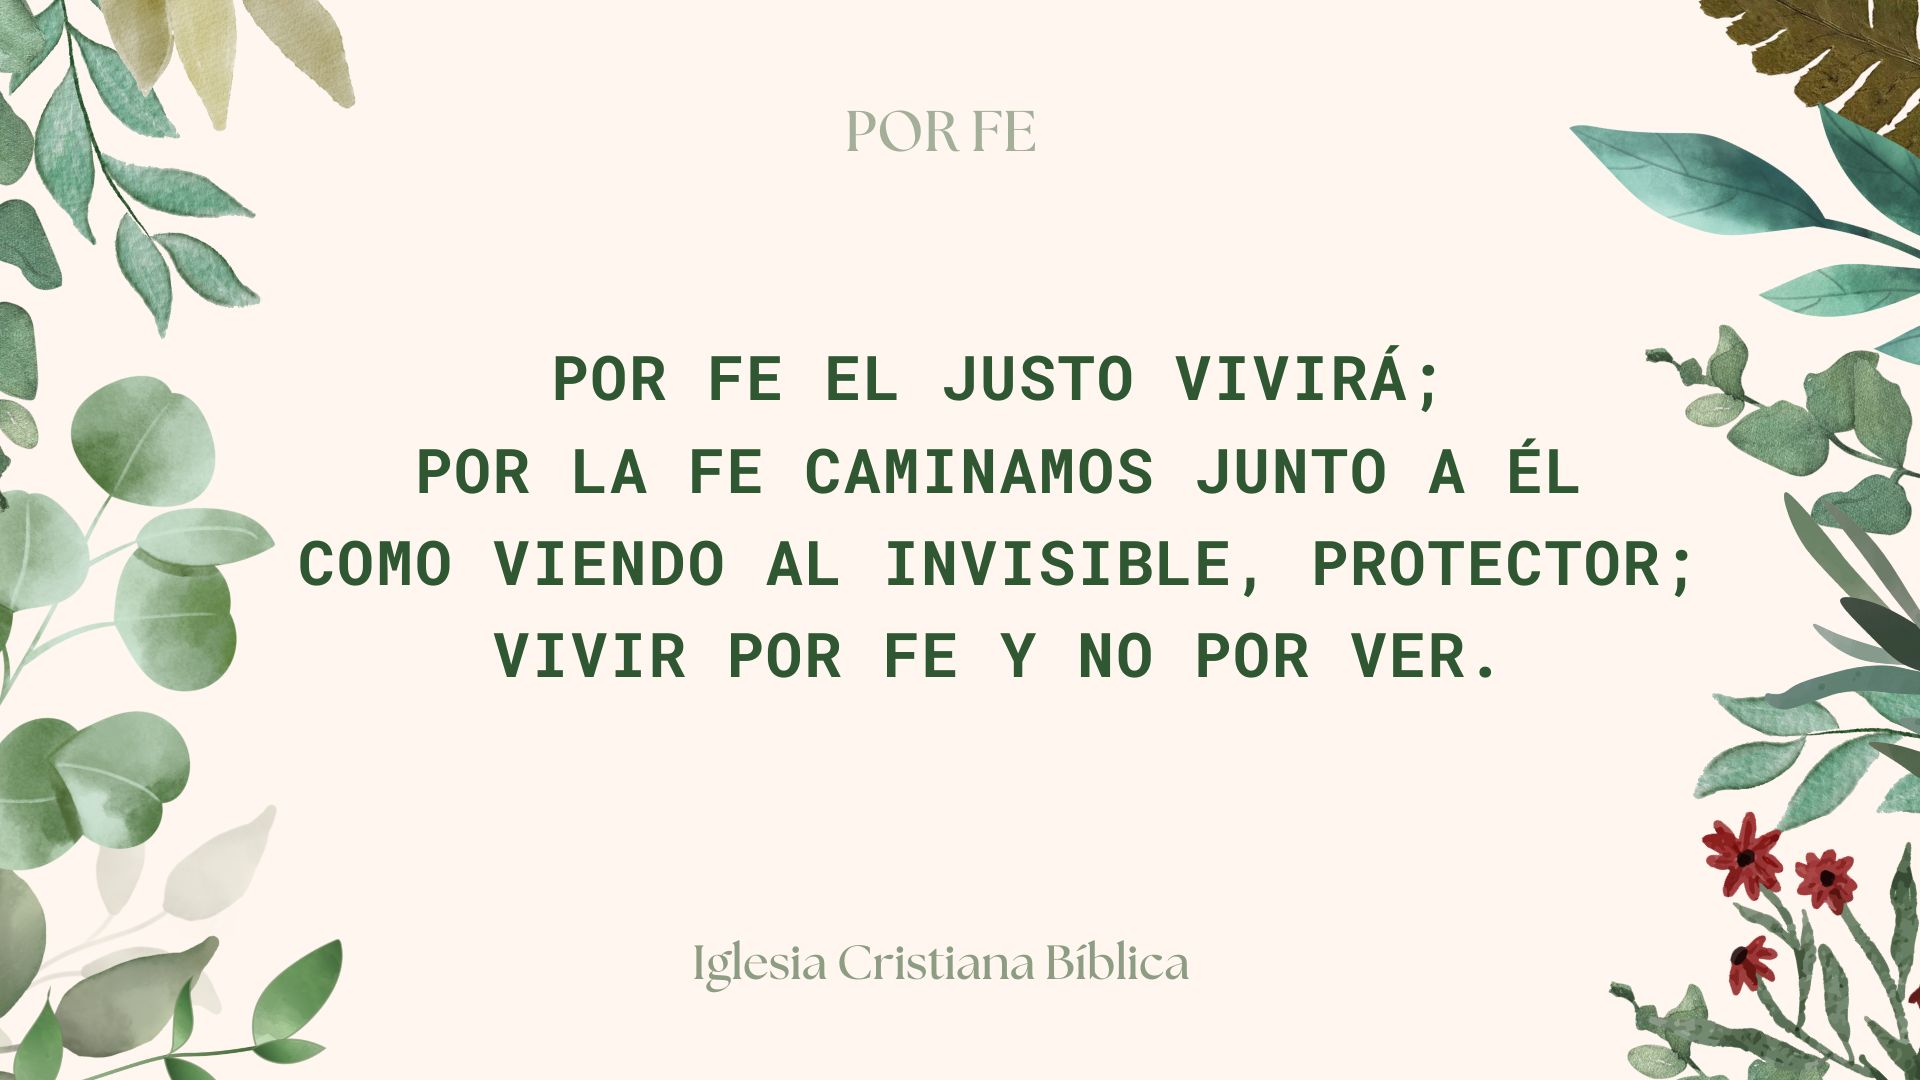 POR FE
POR FE EL JUSTO VIVIRÁ;
POR LA FE CAMINAMOS JUNTO A ÉL
COMO VIENDO AL INVISIBLE, PROTECTOR;
VIVIR POR FE Y NO POR VER.
Iglesia Cristiana Bíblica